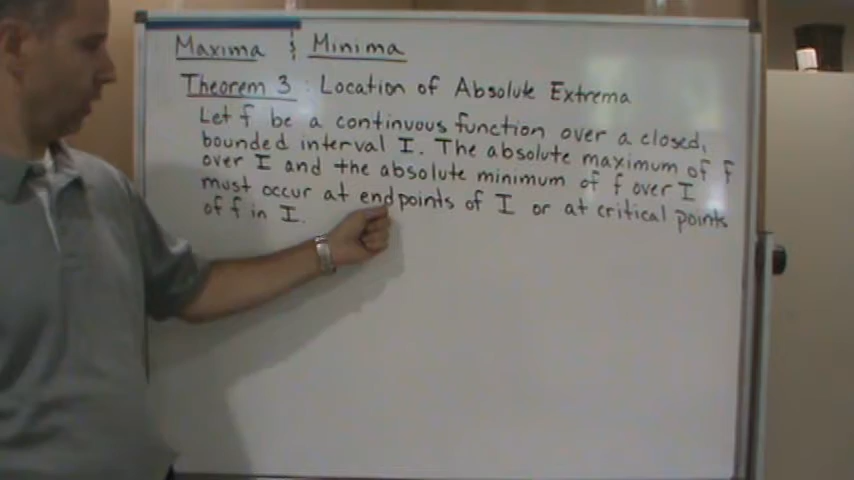 Maxima & Minima
Theorem 3 : Location of Absolute Extrema
Let f be a continuous function over a closed,
bounded interval I. The absolute maximum of f
over I and the absolute minimum of f over I
must occur at endpoints of I or at critical points
of f in I.